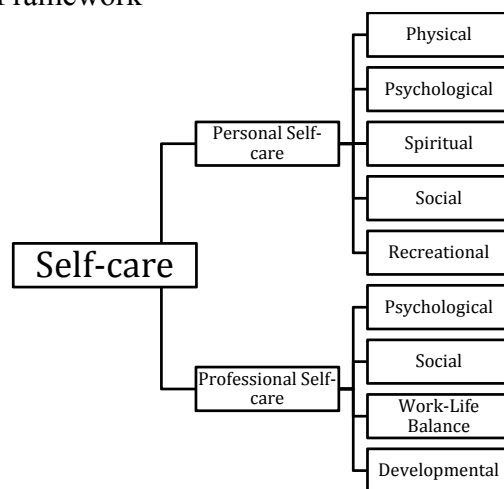 Framework
Physical
Psychological
Personal Self-
care
Spiritual
Social
Self-care
Recreational
Psychological
Social
Professional Self-
care
Work-Life
Balance
Developmental